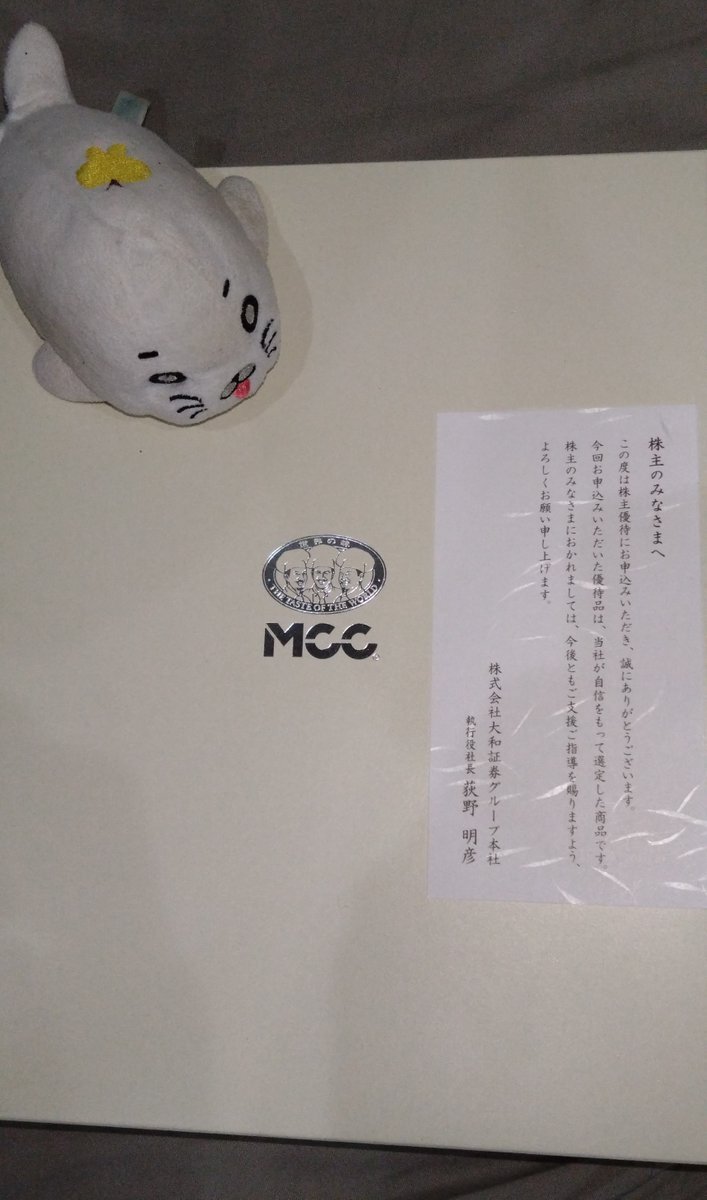 世界の味
THE TASTE OF THE WORLD
MCC
株主のみなさまへ
この度は株主優待にお申込みいただき、誠にありがとうございます。
今回お申込みいただいた優待品は、当社が自信をもって選定した商品です。
株主のみなさまにおかれましては、今後ともご支援ご指導を賜りますよう、
よろしくお願い申し上げます。
株式会社大和証券グループ本社
執行役社長 荻野 明彦